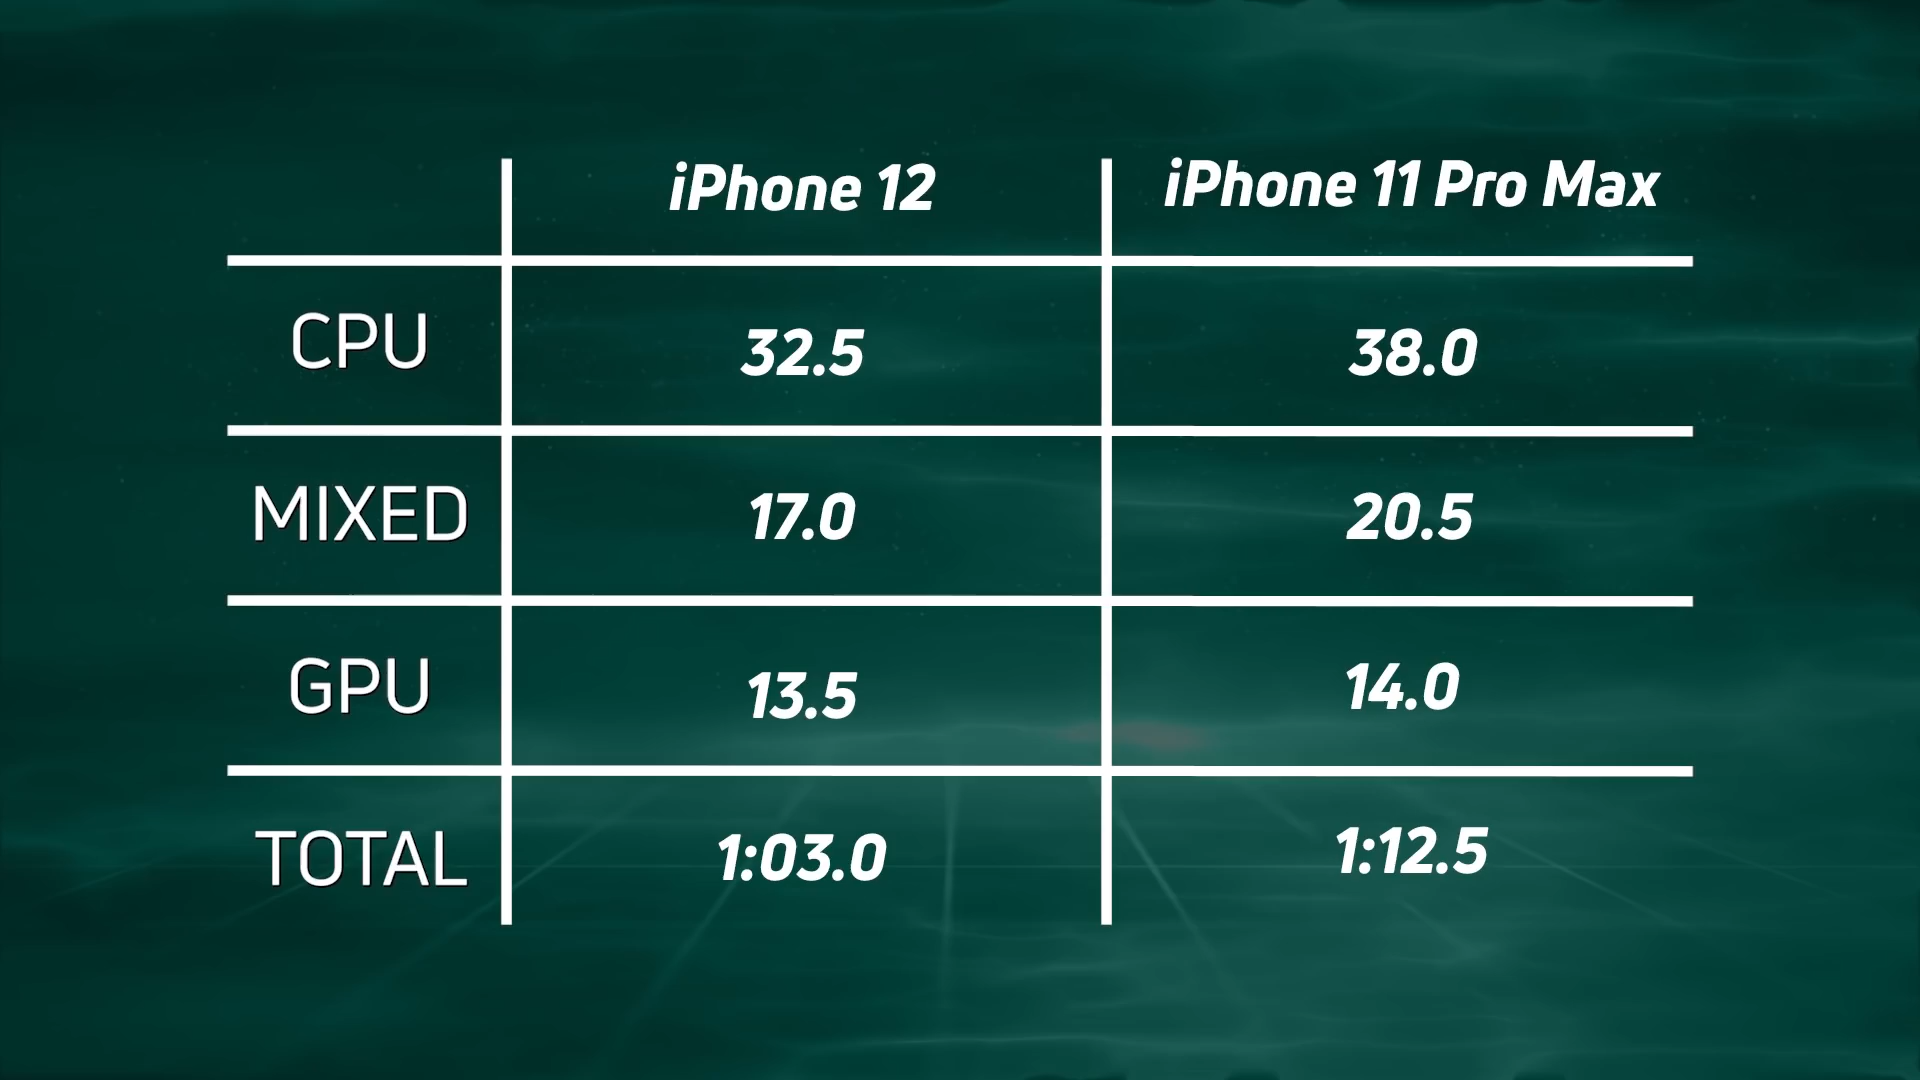 iPhone 12 iPhone 11 Pro Max
CPU 32.5 38.0
MIXED 17.0 20.5
GPU 13.5 14.0
TOTAL 1:03.0 1:12.5